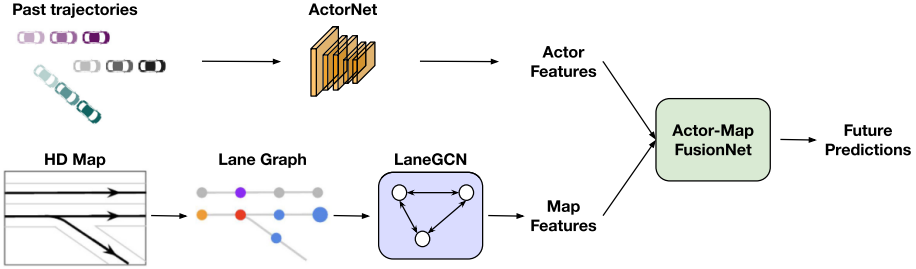 Past trajectories
ActorNet
Actor
Features
Actor-Map
FusionNet
Future
Predictions
HD Map
Lane Graph
LaneGCN
Map
Features